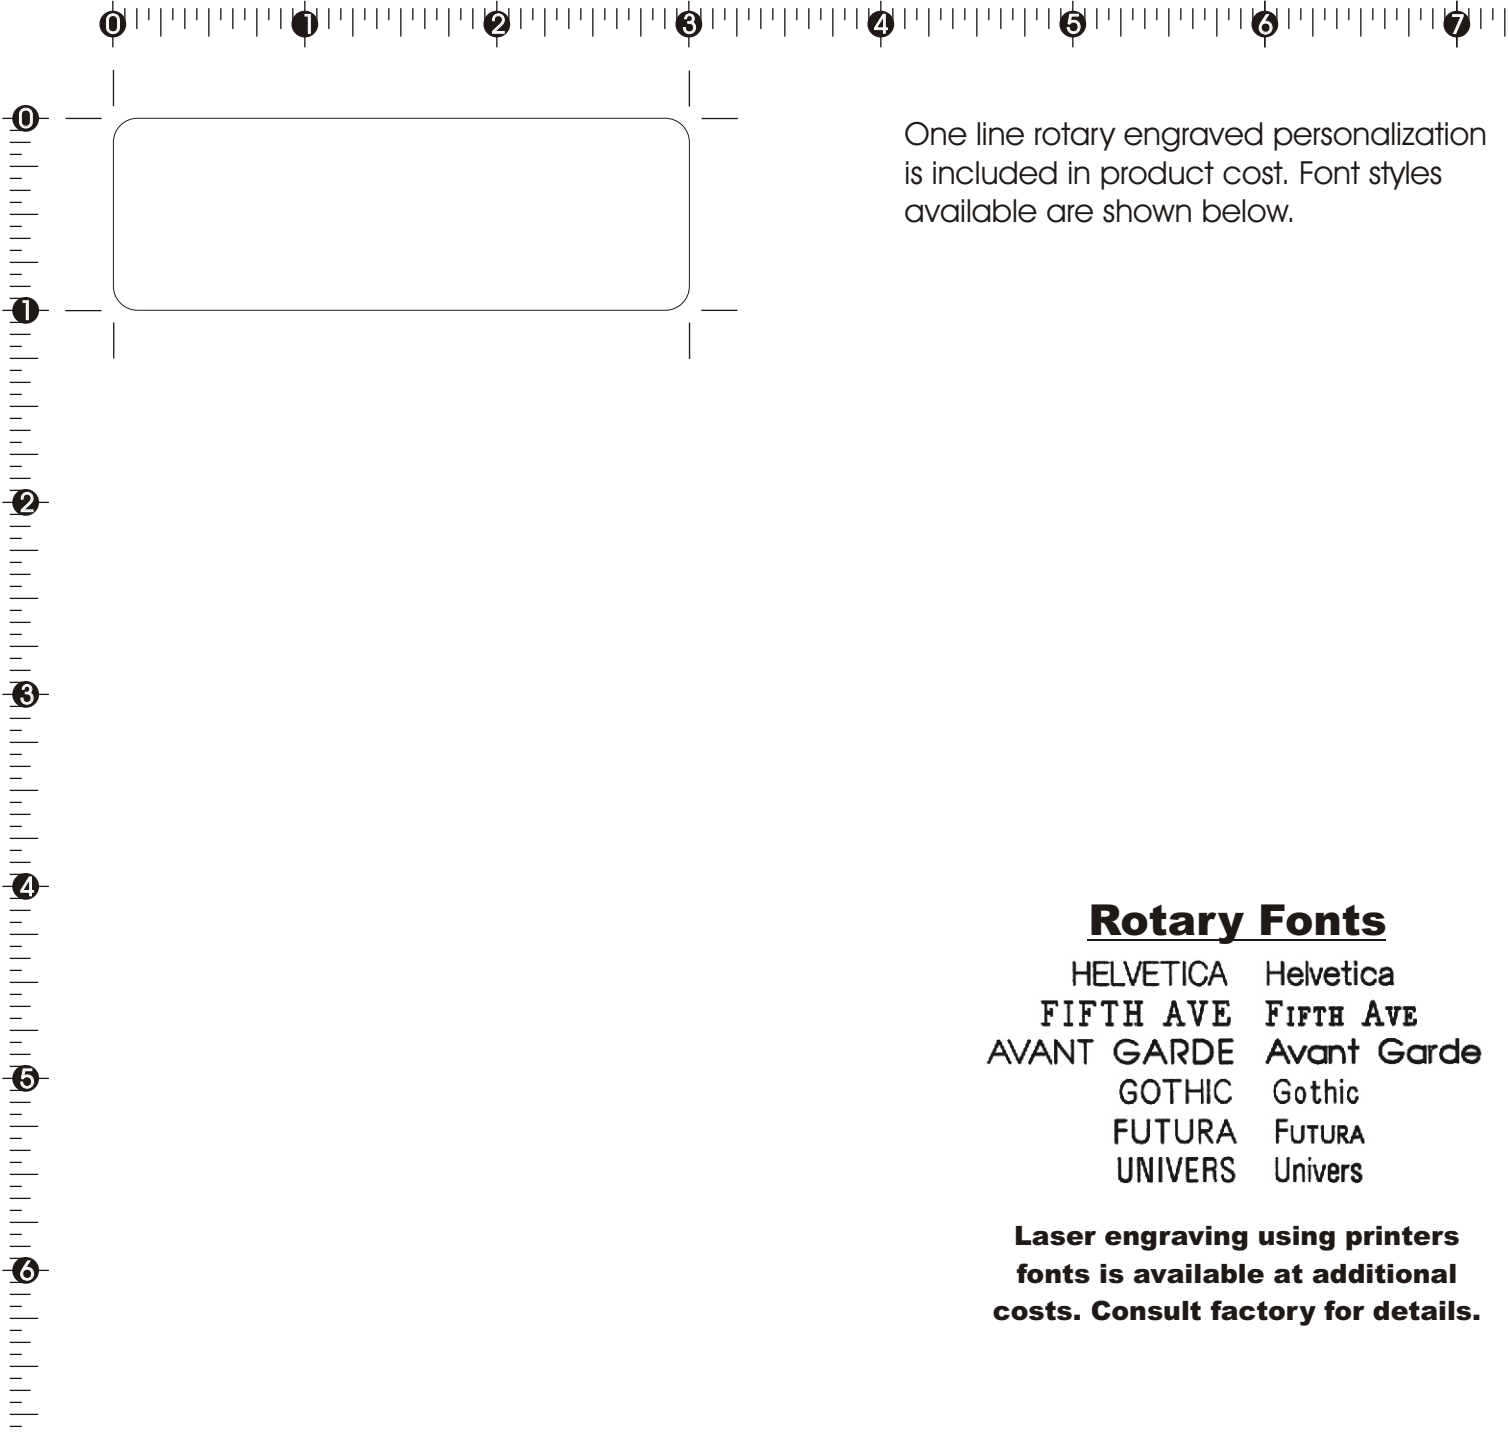 0 1 2 3 4 5 6 7
0
1
2
3
4
5
6
One line rotary engraved personalization
is included in product cost. Font styles
available are shown below.
Rotary Fonts
HELVETICA Helvetica
FIFTH AVE FIFTH AVE
AVANT GARDE Avant Garde
GOTHIC Gothic
FUTURA FUTURA
UNIVERS Univers
Laser engraving using printers
fonts is available at additional
costs. Consult factory for details.